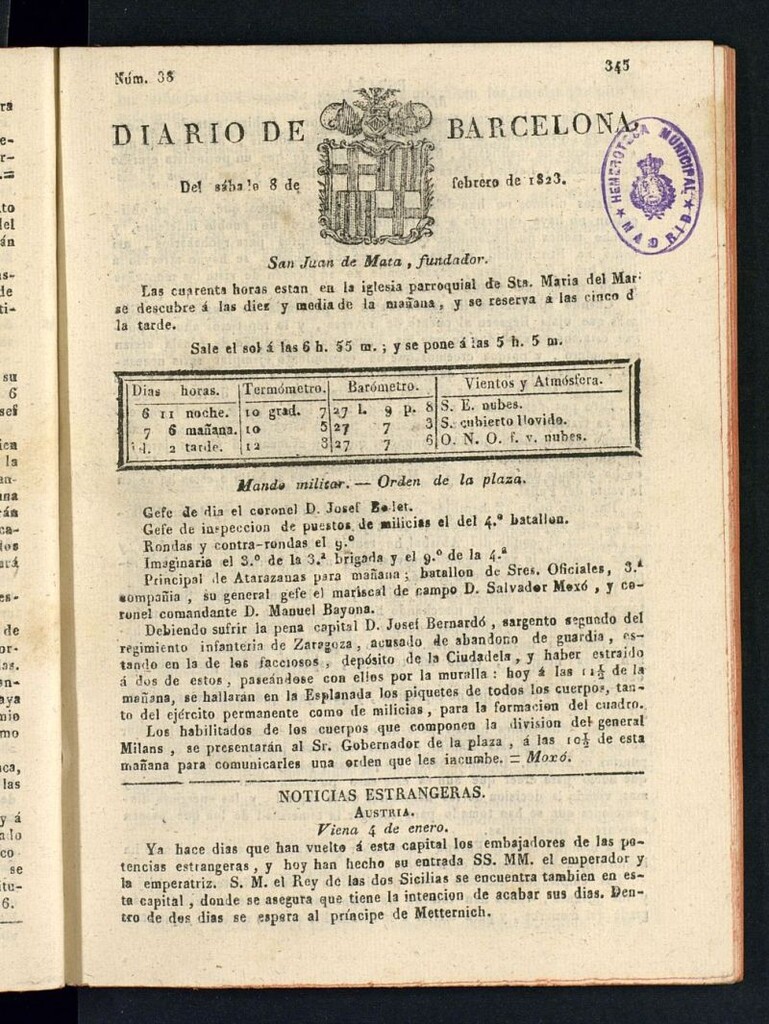 Núm. 38
345
DIARIO DE BARCELONA,
Del sábado 8 de febrero de 1823.
HEMEROTECA MUNICIPAL
★ MADRID ★
San Juan de Mata, fundador.
Las cuarenta horas estan en la iglesia parroquial de Sta. Maria del Mar:
se descubre á las diez y media de la mañana, y se reserva á las cinco d
la tarde.
Sale el sol á las 6 h. 55 m.; y se pone á las 5 h. 5 m.
Dias horas. Termómetro. Barómetro. Vientos y Atmósfera.
6 11 noche. 10 grad. 7 27 l. 9 p. 8 S. E. nubes.
7 6 mañana. 10 5 27 7 3 S. cubierto llovido.
id. 2 tarde. 12 3 27 7 6 O. N. O. f. v. nubes.
Mando militar. — Orden de la plaza.
Gefe de dia el coronel D. Josef Bellet.
Gefe de inspeccion de puestos de milicias el del 4.º batallon.
Rondas y contra-rondas el 9.º
Imaginaria el 3.º de la 3.ª brigada y el 9.º de la 4.ª
Principal de Atarazanas para mañana; batallon de Sres. Oficiales, 3.ª
compañia, su general gefe el mariscal de campo D. Salvador Moxó, y co-
ronel comandante D. Manuel Bayona.
Debiendo sufrir la pena capital D. Josef Bernardó, sargento segundo del
regimiento infanteria de Zaragoza, acusado de abandono de guardia, es-
tando en la de los facciosos, depósito de la Ciudadela, y haber estraido
á dos de estos, paseándose con ellos por la muralla: hoy á las 11½ de la
mañana, se hallarán en la Esplanada los piquetes de todos los cuerpos, tan-
to del ejército permanente como de milicias, para la formacion del cuadro.
Los habilitados de los cuerpos que componen la division del general
Milans, se presentarán al Sr. Gobernador de la plaza, á las 10½ de esta
mañana para comunicarles una orden que les incumbe. = Moxó.
NOTICIAS ESTRANGERAS.
AUSTRIA.
Viena 4 de enero.
Ya hace dias que han vuelto á esta capital los embajadores de las po-
tencias estrangeras, y hoy han hecho su entrada SS. MM. el emperador y
la emperatriz. S. M. el Rey de las dos Sicilias se encuentra tambien en es-
ta capital, donde se asegura que tiene la intencion de acabar sus dias. Den-
tro de dos dias se espera al príncipe de Metternich.